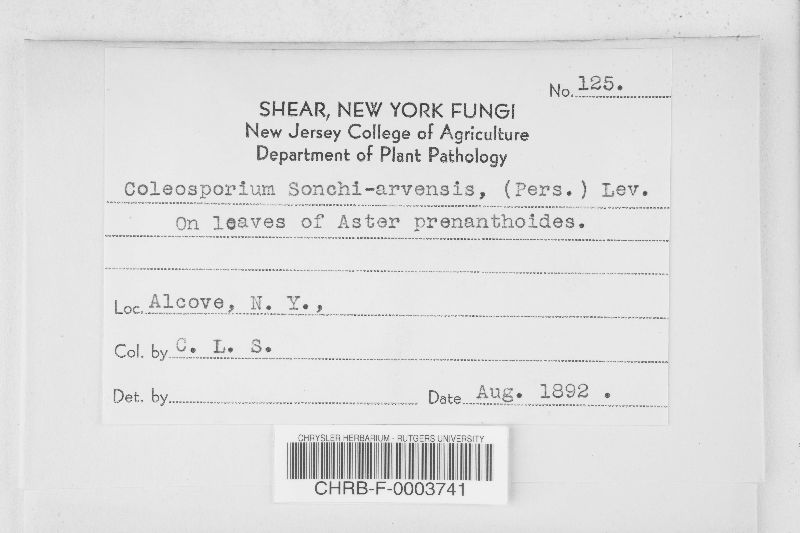 No. 125.
SHEAR, NEW YORK FUNGI
New Jersey College of Agriculture
Department of Plant Pathology
Coleosporium Sonchi-arvensis, (Pers.) Lev.
On leaves of Aster prenanthoides.
Loc. Alcove, N. Y.,
Col. by C. L. S.
Det. by Date Aug. 1892 .
CHRYSLER HERBARIUM - RUTGERS UNIVERSITY
CHRB-F-0003741